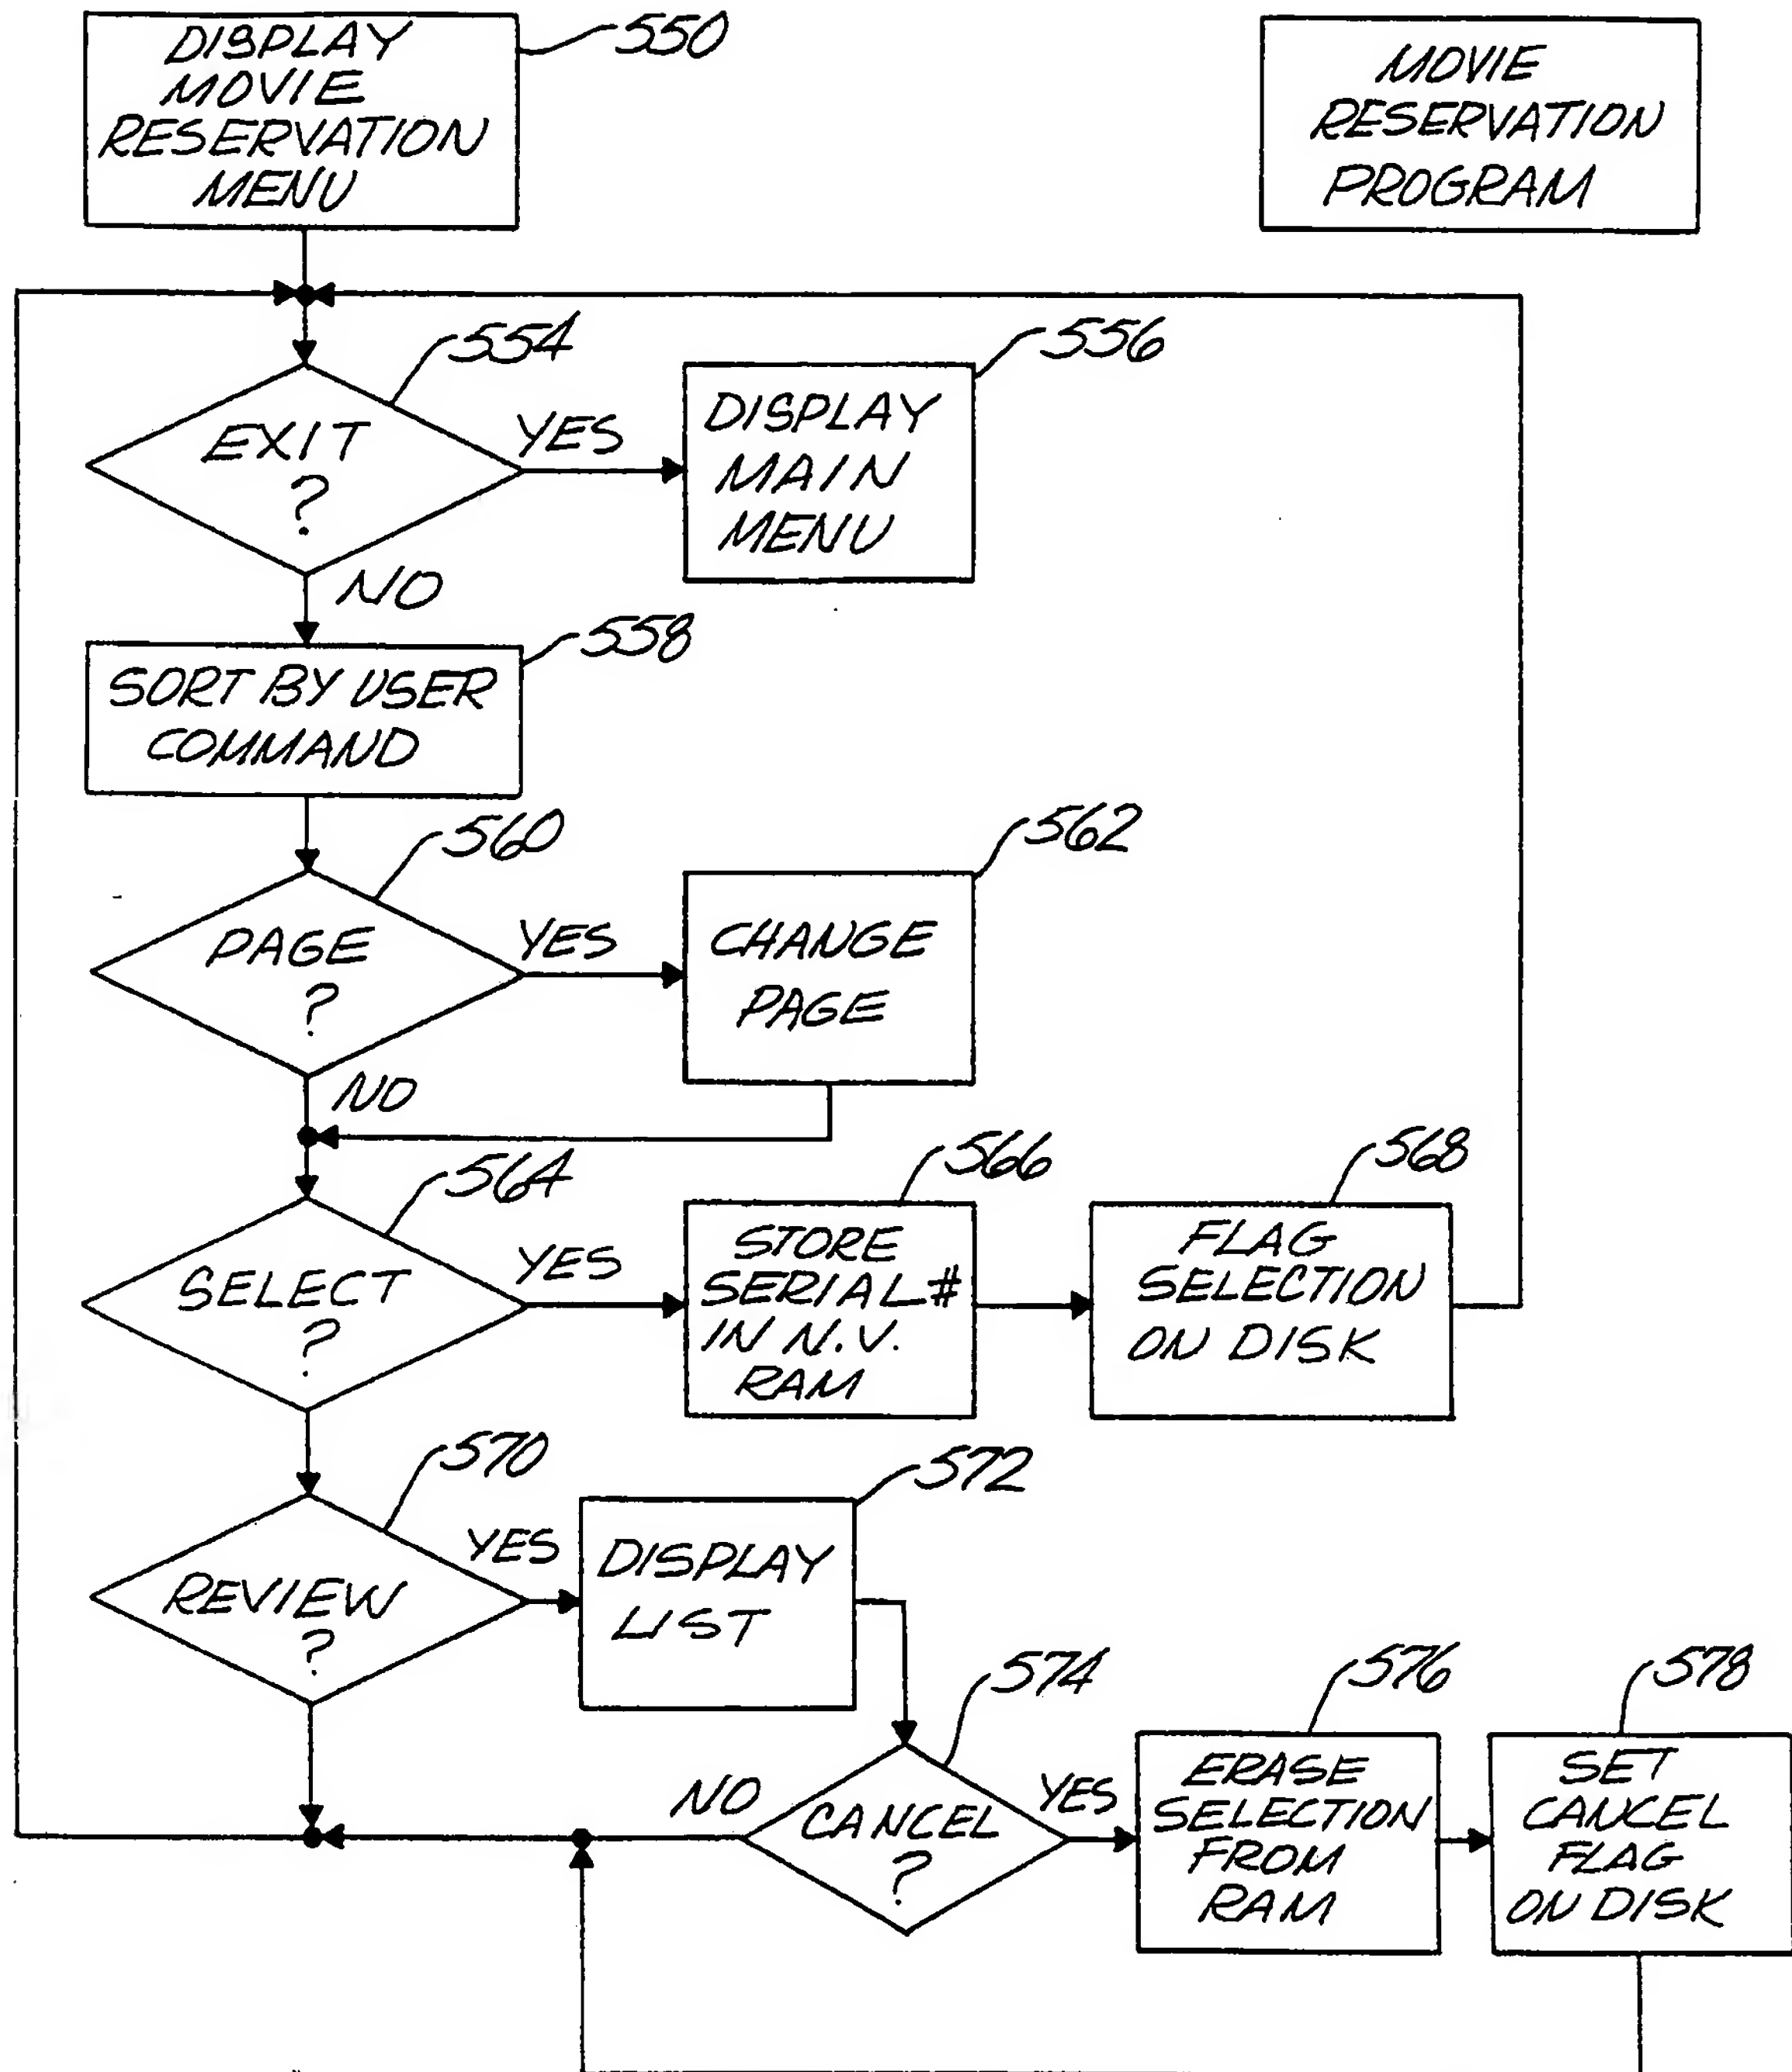 DISPLAY
MOVIE
RESERVATION
MENU
550
MOVIE
RESERVATION
PROGRAM
554
EXIT
?
YES
556
DISPLAY
MAIN
MENU
NO
558
SORT BY USER
COMMAND
560
PAGE
?
YES
562
CHANGE
PAGE
NO
564
SELECT
?
YES
566
STORE
SERIAL #
IN N.V.
RAM
568
FLAG
SELECTION
ON DISK
570
REVIEW
?
YES
572
DISPLAY
LIST
574
CANCEL
?
NO
YES
576
ERASE
SELECTION
FROM
RAM
578
SET
CANCEL
FLAG
ON DISK